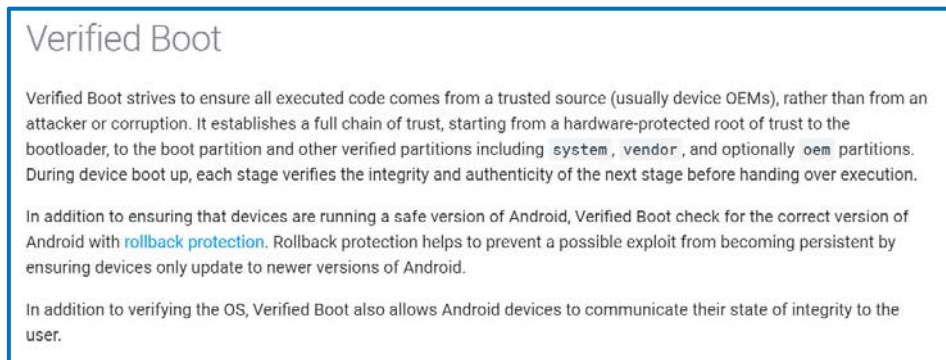 Verified Boot
Verified Boot strives to ensure all executed code comes from a trusted source (usually device OEMs), rather than from an
attacker or corruption. It establishes a full chain of trust, starting from a hardware-protected root of trust to the
bootloader, to the boot partition and other verified partitions including system, vendor, and optionally oem partitions.
During device boot up, each stage verifies the integrity and authenticity of the next stage before handing over execution.
In addition to ensuring that devices are running a safe version of Android, Verified Boot check for the correct version of
Android with rollback protection. Rollback protection helps to prevent a possible exploit from becoming persistent by
ensuring devices only update to newer versions of Android.
In addition to verifying the OS, Verified Boot also allows Android devices to communicate their state of integrity to the
user.